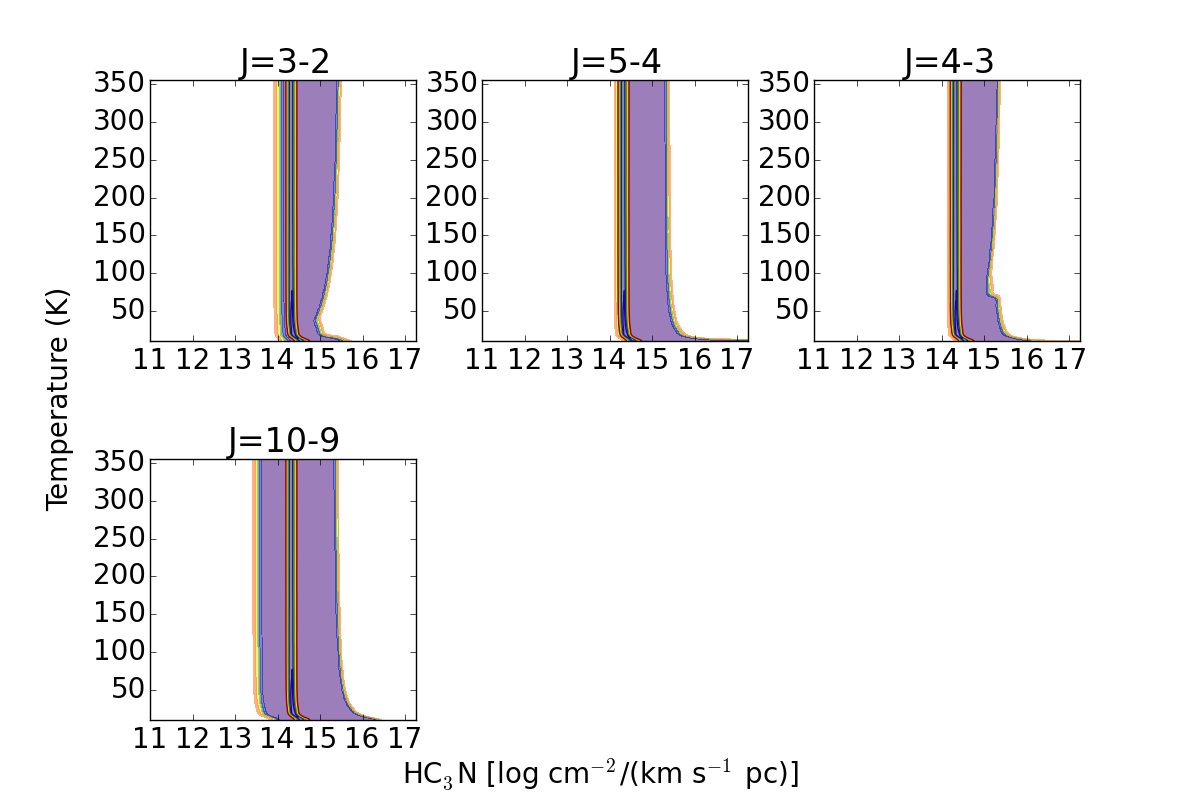 J=3-2 J=5-4 J=4-3
350 350 350
300 300 300
250 250 250
200 200 200
150 150 150
100 100 100
50 50 50
11 12 13 14 15 16 17 11 12 13 14 15 16 17 11 12 13 14 15 16 17
Temperature (K)
J=10-9
350
300
250
200
150
100
50
11 12 13 14 15 16 17
HC₃N [log cm⁻²/(km s⁻¹ pc)]